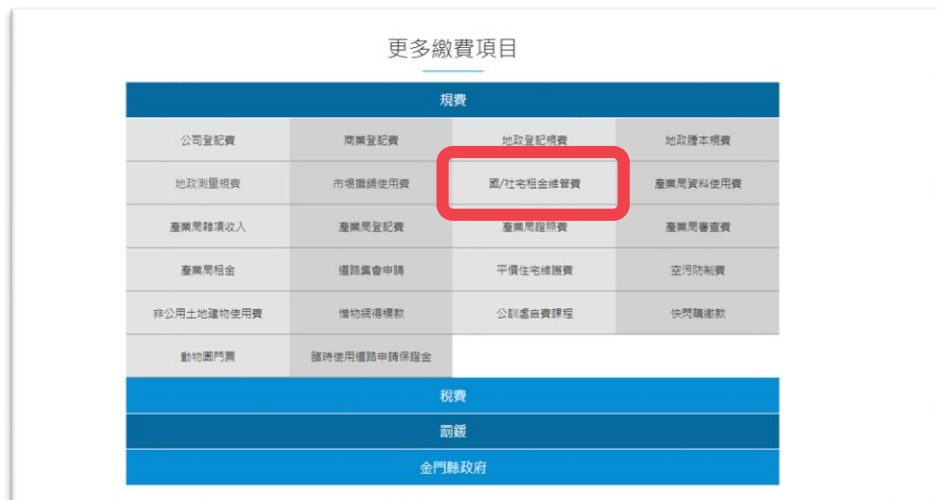 更多繳費項目
規費
公司登記費 商業登記費 地政登記規費 地政謄本規費
地政測量規費 市場攤鋪使用費 國/社宅租金維管費 產業局資料使用費
產業局雜項收入 產業局登記費 產業局證照費 產業局審查費
產業局租金 道路集會申請 平價住宅維護費 空污防制費
非公用土地建物使用費 惜物網得標款 公訓處自費課程 快閃購繳款
動物園門票 臨時使用道路申請保證金
稅費
罰鍰
金門縣政府